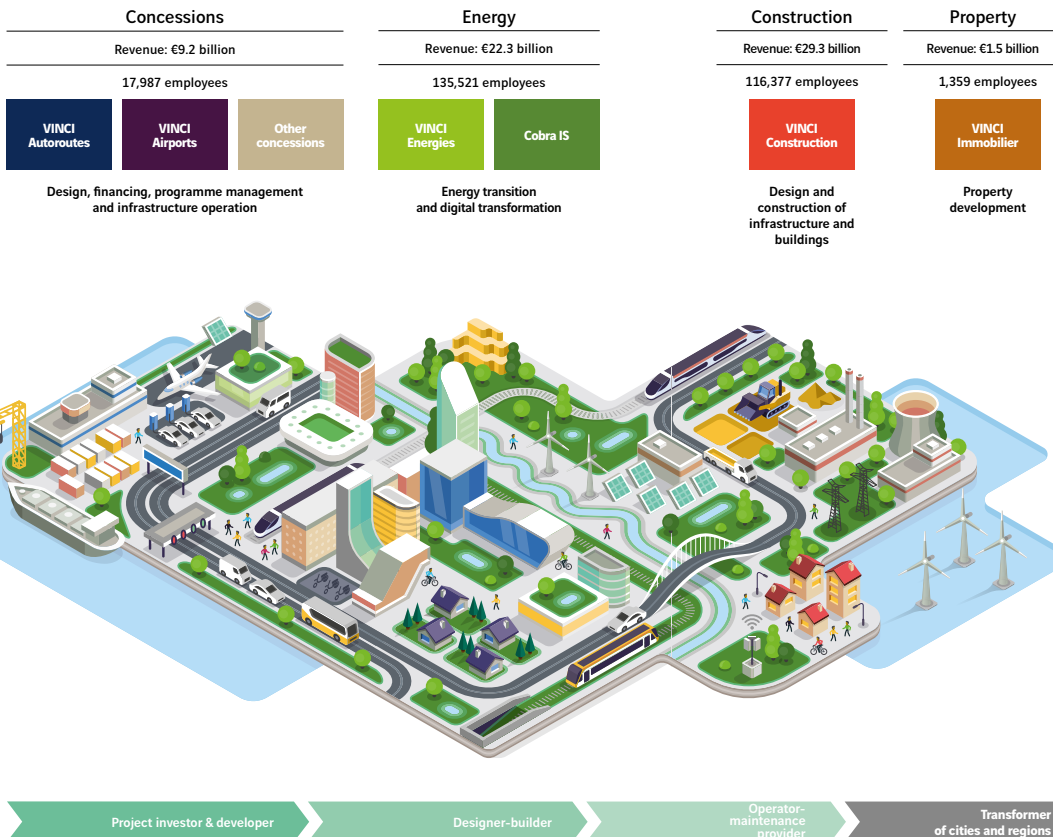 Concessions
Revenue: €9.2 billion
17,987 employees
VINCI
Autoroutes
VINCI
Airports
Other
concessions
Design, financing, programme management
and infrastructure operation
Energy
Revenue: €22.3 billion
135,521 employees
VINCI
Energies
Cobra IS
Energy transition
and digital transformation
Construction
Revenue: €29.3 billion
116,377 employees
VINCI
Construction
Design and
construction of
infrastructure and
buildings
Property
Revenue: €1.5 billion
1,359 employees
VINCI
Immobilier
Property
development
Project investor & developer
Designer-builder
Operator-
maintenance
provider
Transformer
of cities and regions